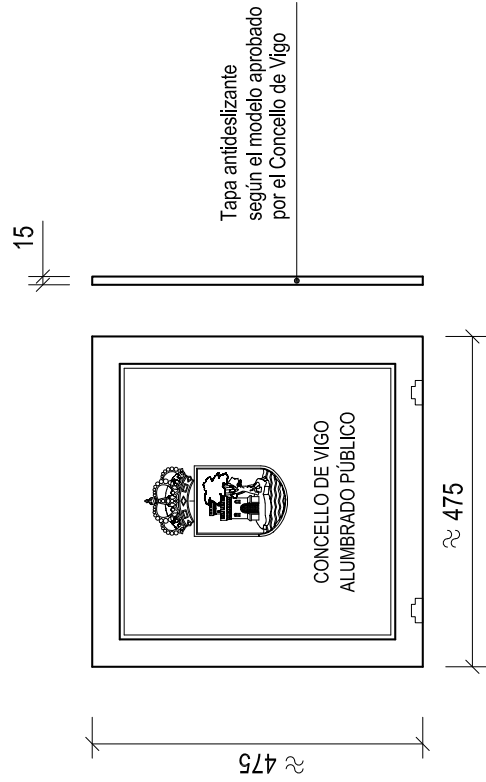 15
Tapa antideslizante
según el modelo aprobado
por el Concello de Vigo
CONCELLO DE VIGO
ALUMBRADO PÚBLICO
≈ 475
≈ 475